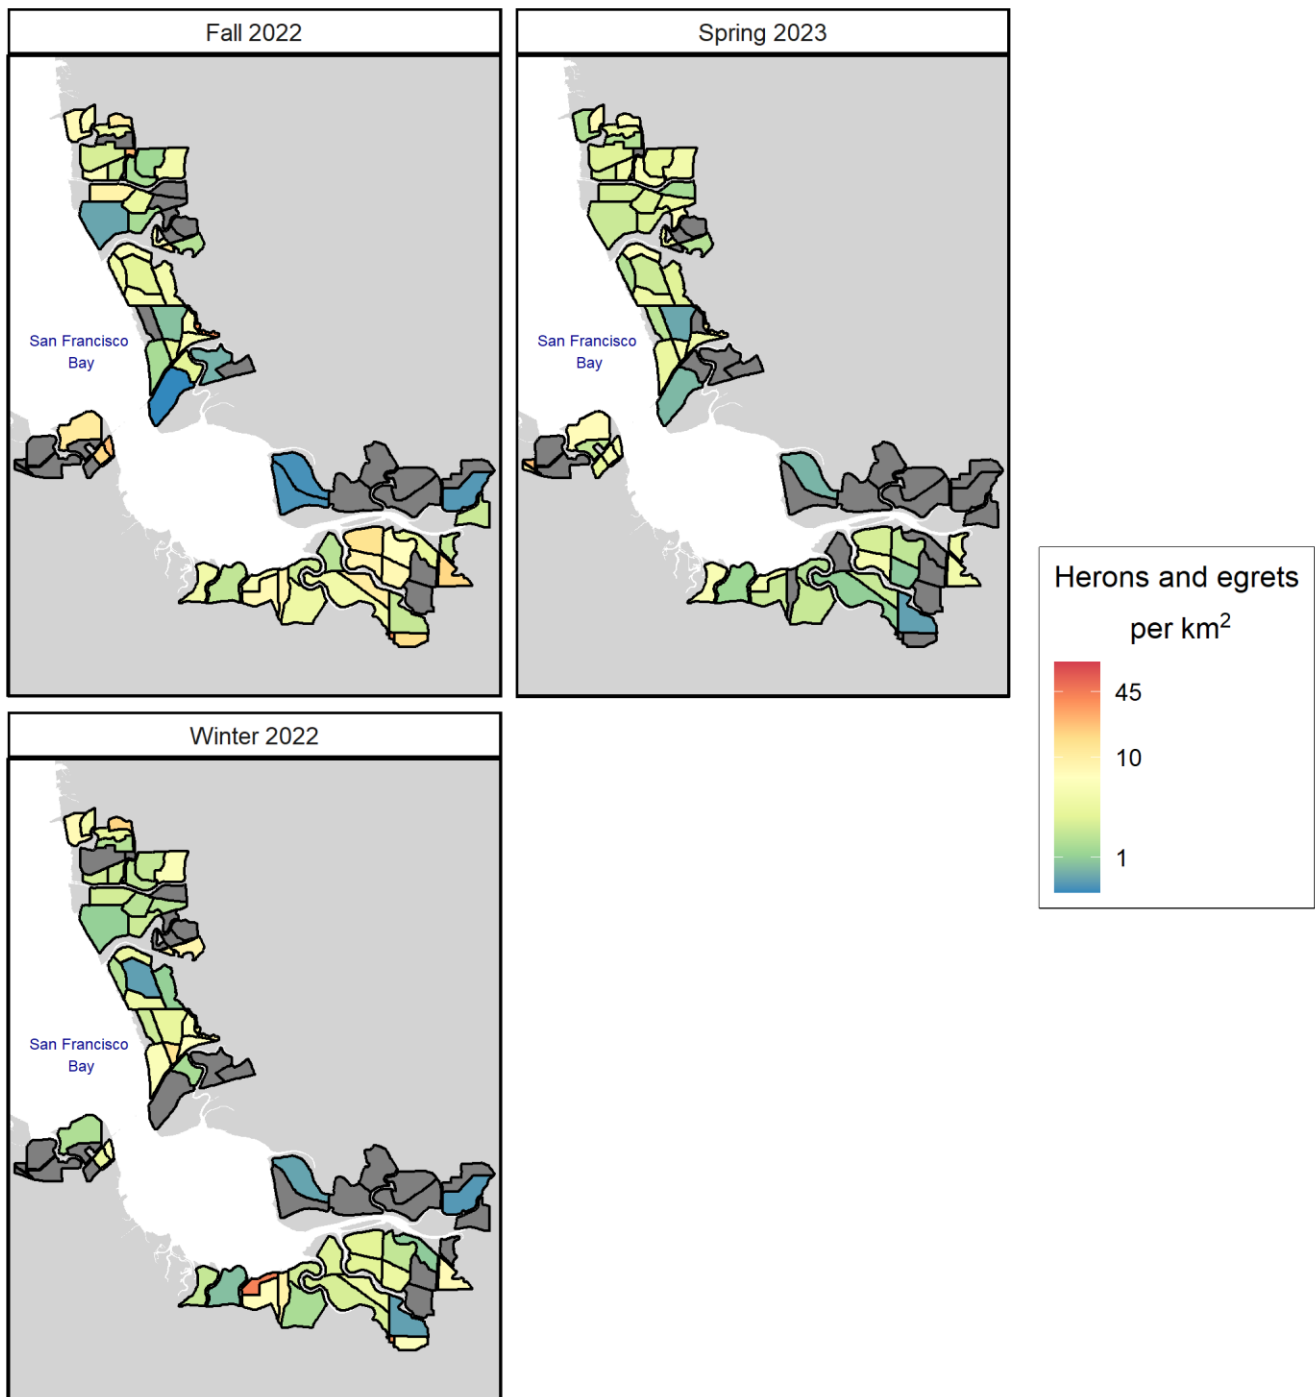 Fall 2022
Spring 2023
San Francisco
Bay
San Francisco
Bay
Winter 2022
San Francisco
Bay
Herons and egrets
per km²
45
10
1